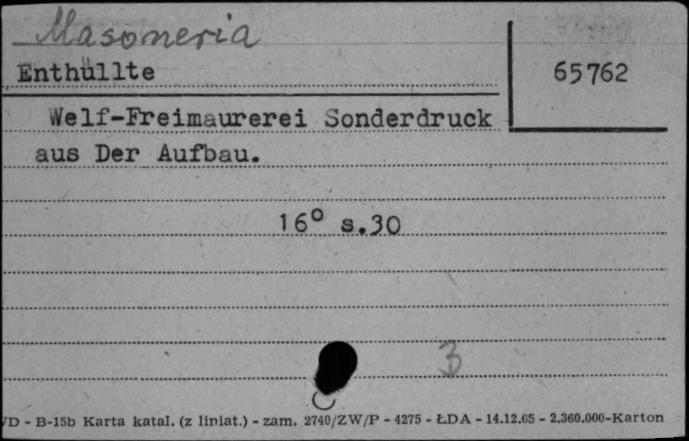 Masoneria
Enthüllte
65762
Welf-Freimaurerei Sonderdruck
aus Der Aufbau.
16° s.30
3
/D - B-15b Karta katal. (z liniat.) - zam. 2740/ZW/P - 4275 - ŁDA - 14.12.65 - 2.360.000-Karton